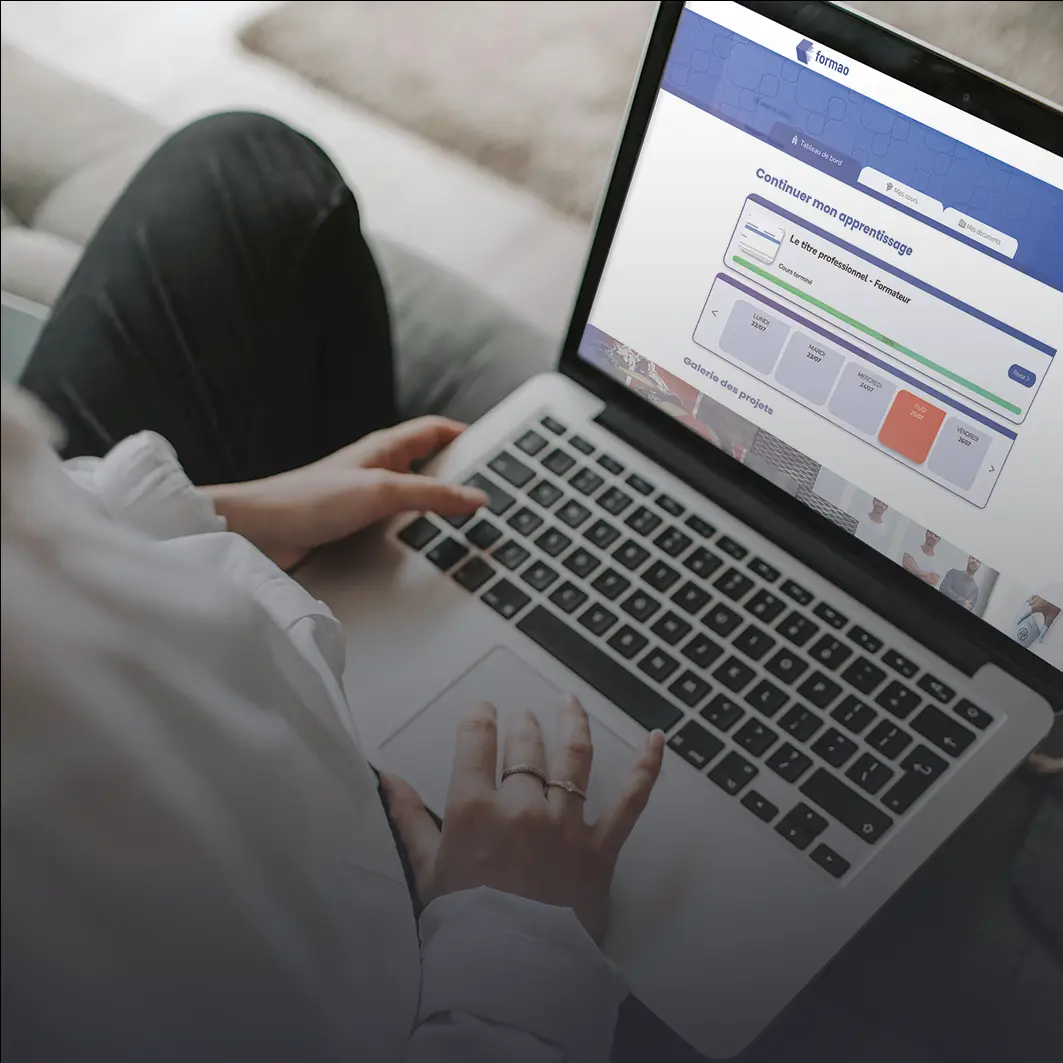 formao
Tableau de bord
Mes cours
Mes documents
Continuer mon apprentissage
Le titre professionnel - Formateur
Cours terminé
100%
Revoir >
<
LUNDI
22/07
MARDI
23/07
MERCREDI
24/07
JEUDI
25/07
VENDREDI
26/07
>
Galerie des projets